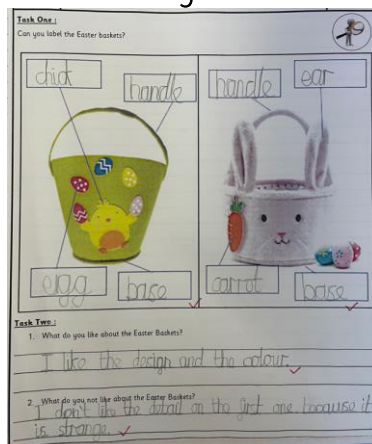 Task One :
Can you label the Easter baskets?
chick
handle
handle
ear
egg
base
carrot
base
Task Two :
1. What do you like about the Easter Baskets?
I like the design and the colour.
2. What do you not like about the Easter Baskets?
I don't like the detail on the first one because it
is strange.